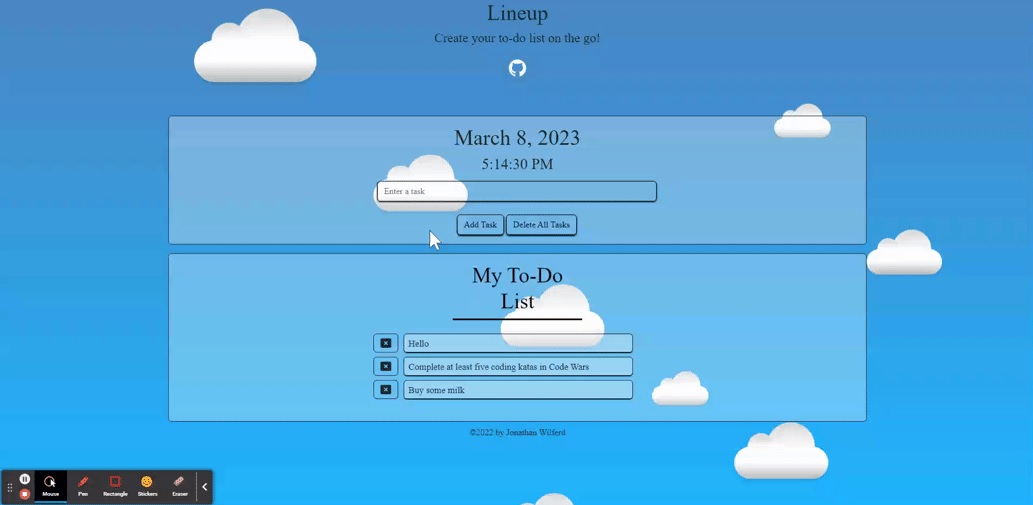 Lineup
Create your to-do list on the go!
March 8, 2023
5:14:30 PM
Enter a task
Add Task Delete All Tasks
My To-Do
List
Hello
Complete at least five coding katas in Code Wars
Buy some milk
©2022 by Jonathan Wilferd
Mouse Pen Rectangle Stickers Eraser